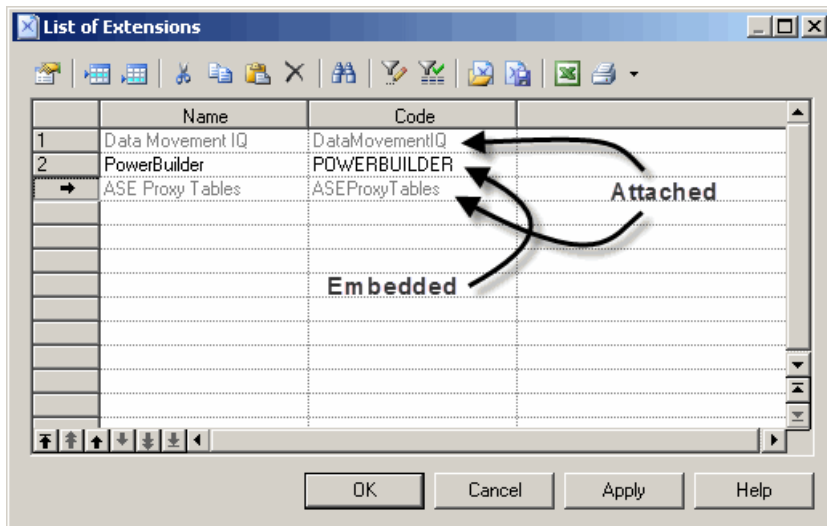 List of Extensions
Name Code
1 Data Movement IQ DataMovementIQ
2 PowerBuilder POWERBUILDER
ASE Proxy Tables ASEProxyTables
Attached
Embedded
OK Cancel Apply Help